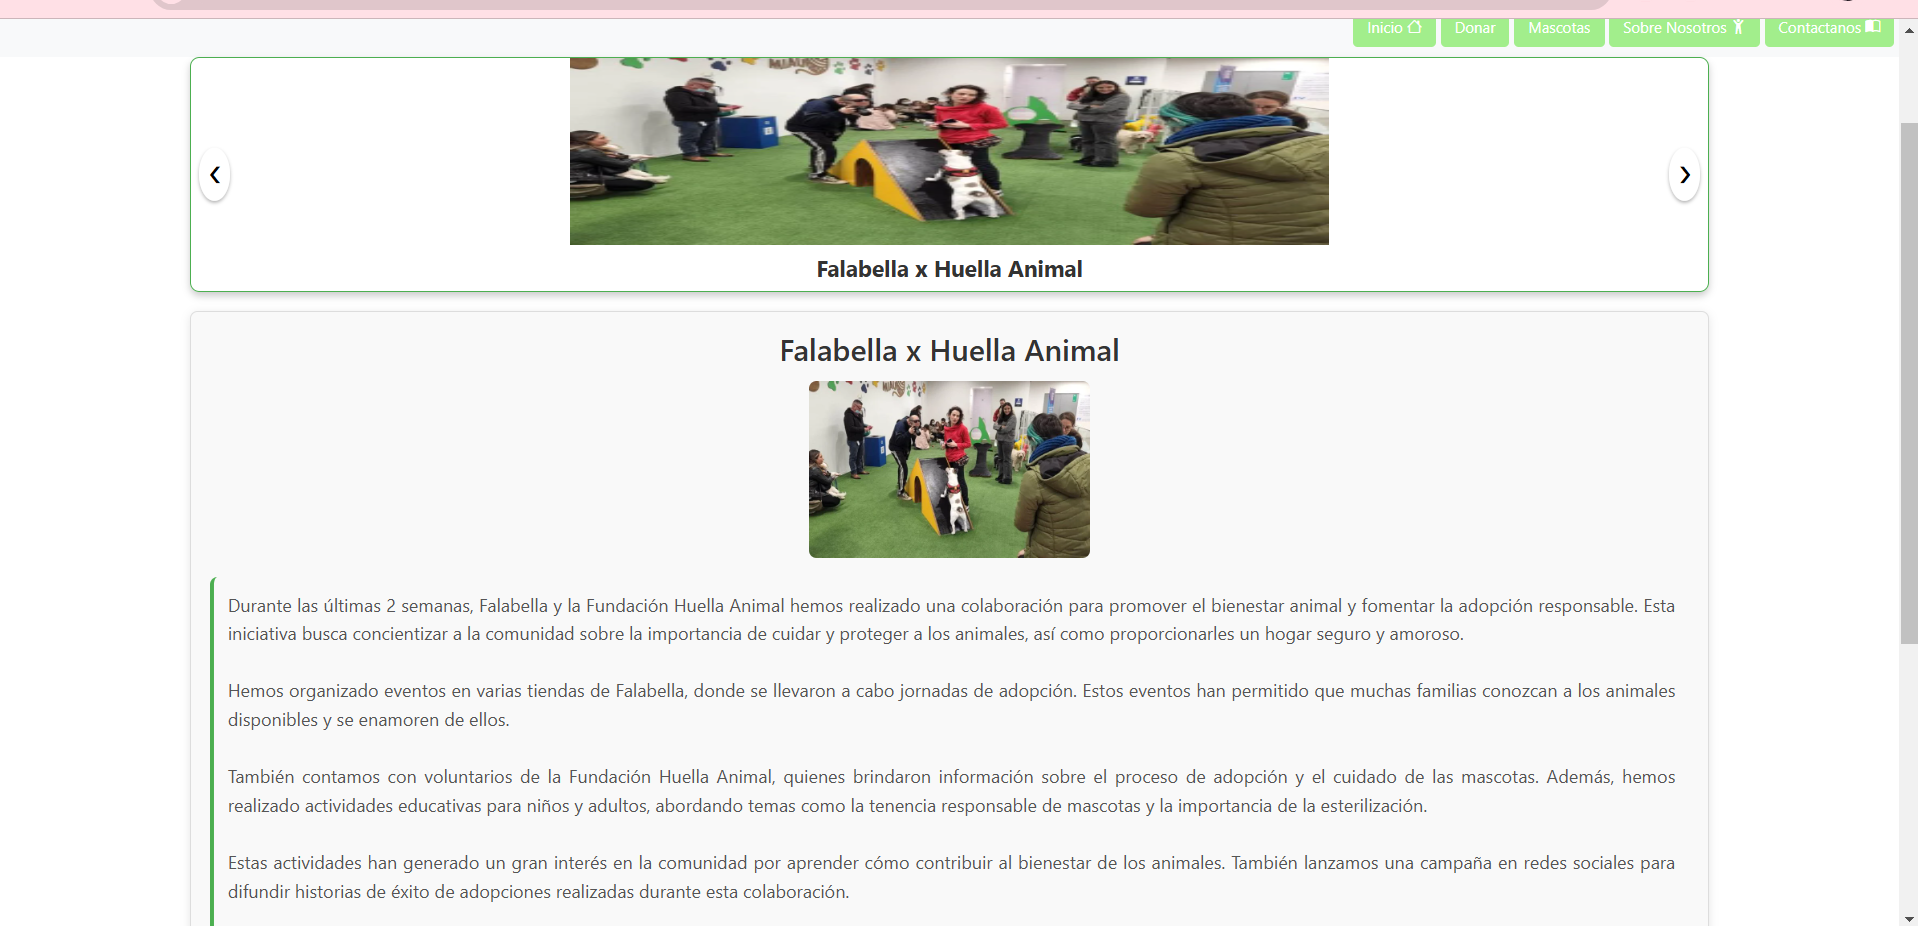 Inicio
Donar
Mascotas
Sobre Nosotros
Contactanos
MIAU
‹
›
Falabella x Huella Animal
Falabella x Huella Animal
Durante las últimas 2 semanas, Falabella y la Fundación Huella Animal hemos realizado una colaboración para promover el bienestar animal y fomentar la adopción responsable. Esta
iniciativa busca concientizar a la comunidad sobre la importancia de cuidar y proteger a los animales, así como proporcionarles un hogar seguro y amoroso.
Hemos organizado eventos en varias tiendas de Falabella, donde se llevaron a cabo jornadas de adopción. Estos eventos han permitido que muchas familias conozcan a los animales
disponibles y se enamoren de ellos.
También contamos con voluntarios de la Fundación Huella Animal, quienes brindaron información sobre el proceso de adopción y el cuidado de las mascotas. Además, hemos
realizado actividades educativas para niños y adultos, abordando temas como la tenencia responsable de mascotas y la importancia de la esterilización.
Estas actividades han generado un gran interés en la comunidad por aprender cómo contribuir al bienestar de los animales. También lanzamos una campaña en redes sociales para
difundir historias de éxito de adopciones realizadas durante esta colaboración.